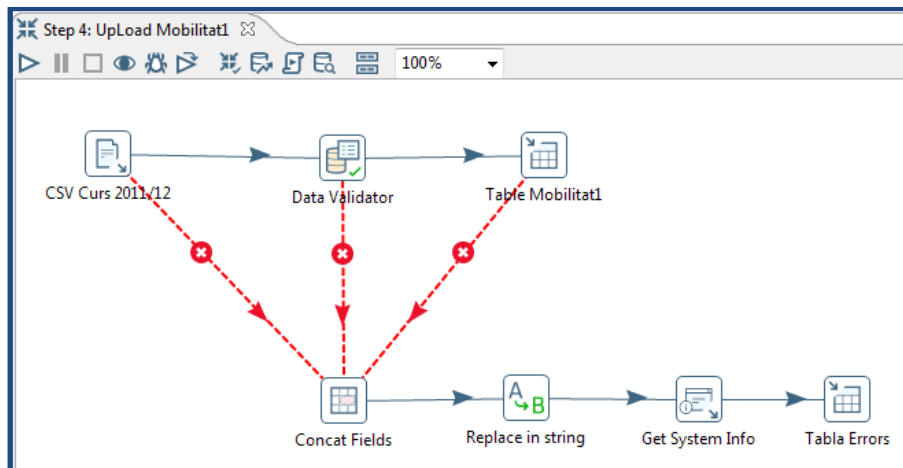 Step 4: UpLoad Mobilitat1
100%
CSV Curs 2011/12
Data Validator
Table Mobilitat1
A
B
Concat Fields
Replace in string
Get System Info
Tabla Errors